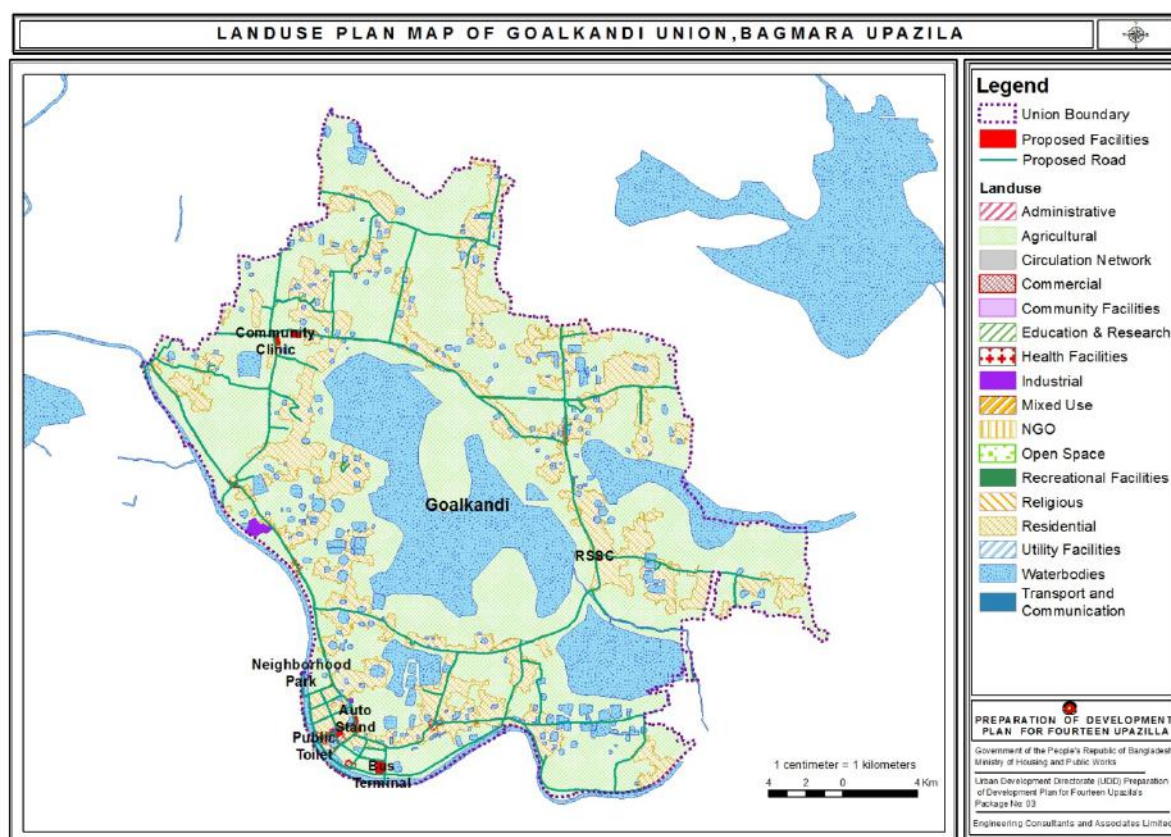 LANDUSE PLAN MAP OF GOALKANDI UNION,BAGMARA UPAZILA
Community
Clinic
Goalkandi
RSSC
Neighborhood
Park
Auto
Stand
Public
Toilet
Bus
Terminal
1 centimeter = 1 kilometers
4 2 0 4 Km
Legend
Union Boundary
Proposed Facilities
Proposed Road
Landuse
Administrative
Agricultural
Circulation Network
Commercial
Community Facilities
Education & Research
Health Facilities
Industrial
Mixed Use
NGO
Open Space
Recreational Facilities
Religious
Residential
Utility Facilities
Waterbodies
Transport and
Communication
PREPARATION OF DEVELOPMENT
PLAN FOR FOURTEEN UPAZILLA
Government of the People's Republic of Bangladesh
Ministry of Housing and Public Works
Urban Development Directorate (UDD) Preparation
of Development Plan for Fourteen Upazila's
Package No: 03
Engineering Consultants and Associates Limited